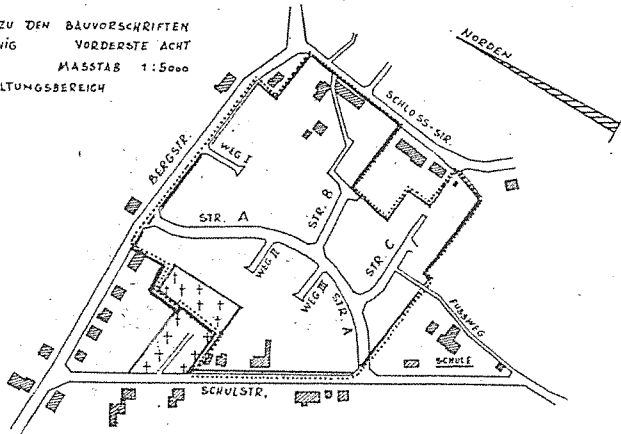 ZU DEN BAUVORSCHRIFTEN
VORDERSTE ACHT
MASSTAB 1:5000
LTUNGSBEREICH
NORDEN
SCHLOSS-STR.
BERGSTR.
WEG I
STR. A
STR. B
WEG II
WEG III
STR. A
STR. C
FUSSWEG
SCHULE
SCHULSTR.